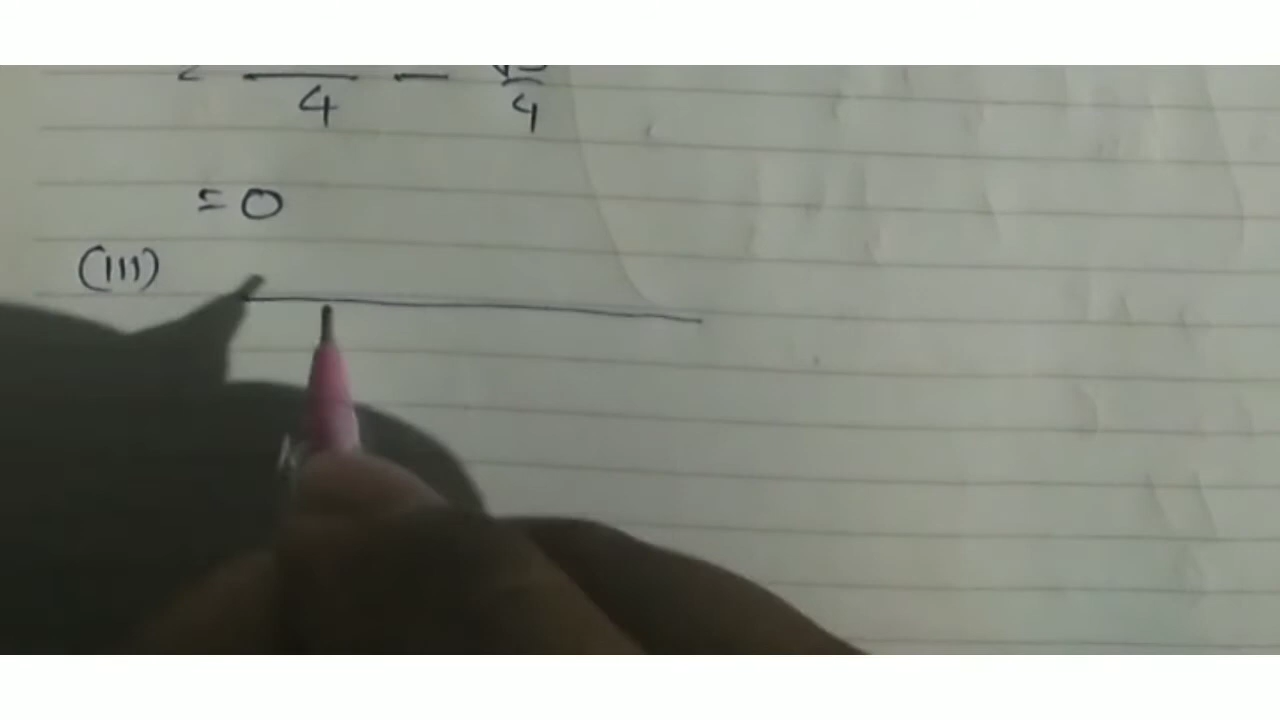 = — 4 — 4
= 0
(III)